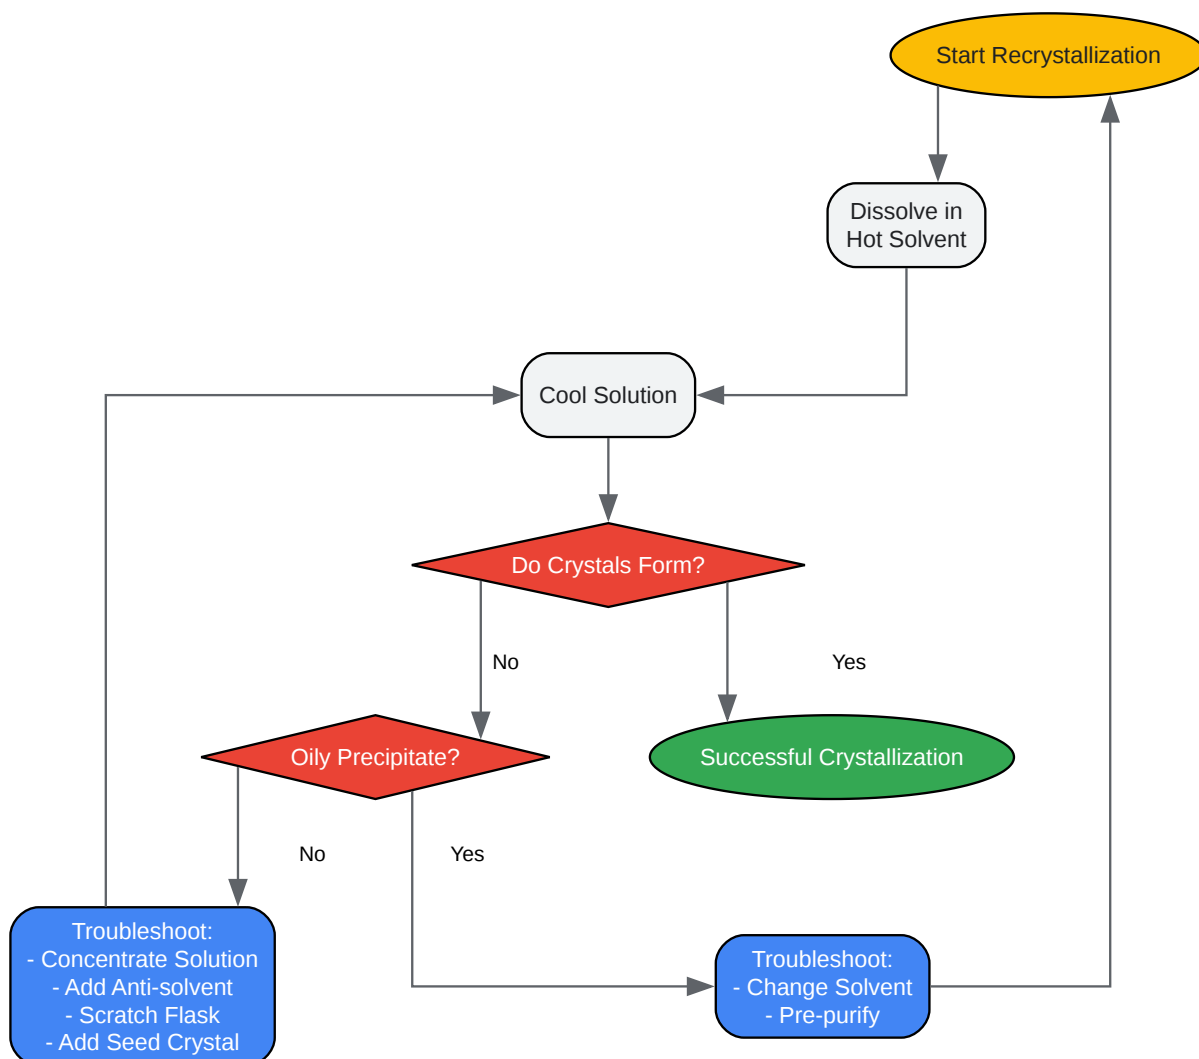 Start Recrystallization
Dissolve in
Hot Solvent
Cool Solution
Do Crystals Form?
No
Yes
Oily Precipitate?
Successful Crystallization
No
Yes
Troubleshoot:
- Concentrate Solution
- Add Anti-solvent
- Scratch Flask
- Add Seed Crystal
Troubleshoot:
- Change Solvent
- Pre-purify